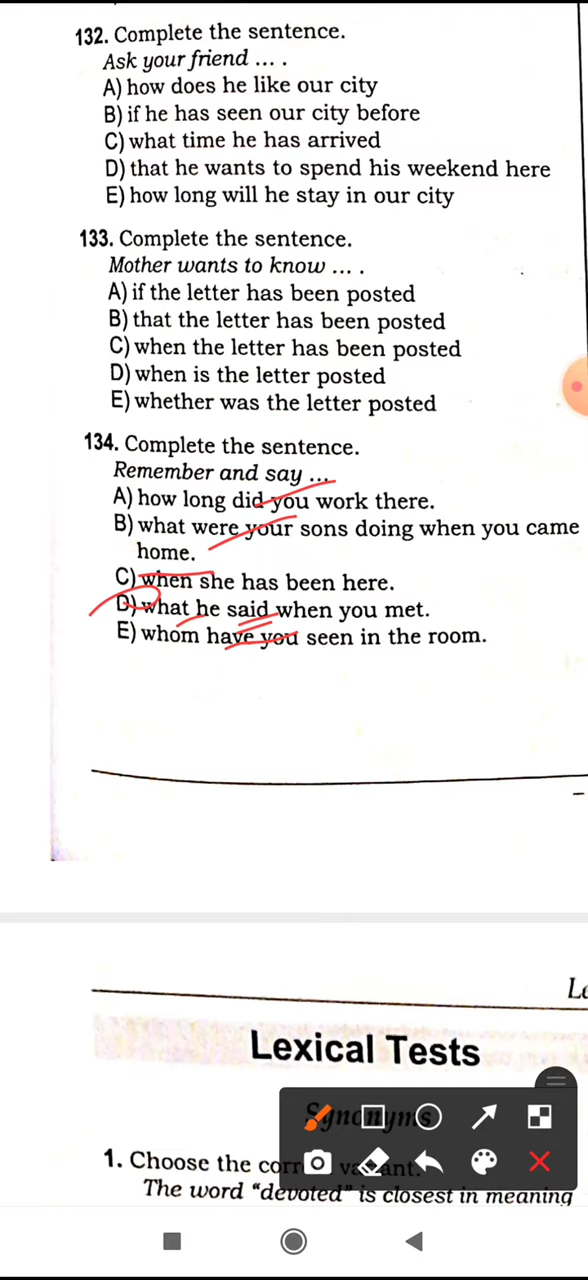 132. Complete the sentence.
Ask your friend ... .
A) how does he like our city
B) if he has seen our city before
C) what time he has arrived
D) that he wants to spend his weekend here
E) how long will he stay in our city
133. Complete the sentence.
Mother wants to know ... .
A) if the letter has been posted
B) that the letter has been posted
C) when the letter has been posted
D) when is the letter posted
E) whether was the letter posted
134. Complete the sentence.
Remember and say ...
A) how long did you work there.
B) what were your sons doing when you came
home.
C) when she has been here.
D) what he said when you met.
E) whom have you seen in the room.
Lexical Tests
Synonyms
1. Choose the
The word "devoted" is closest in meaning